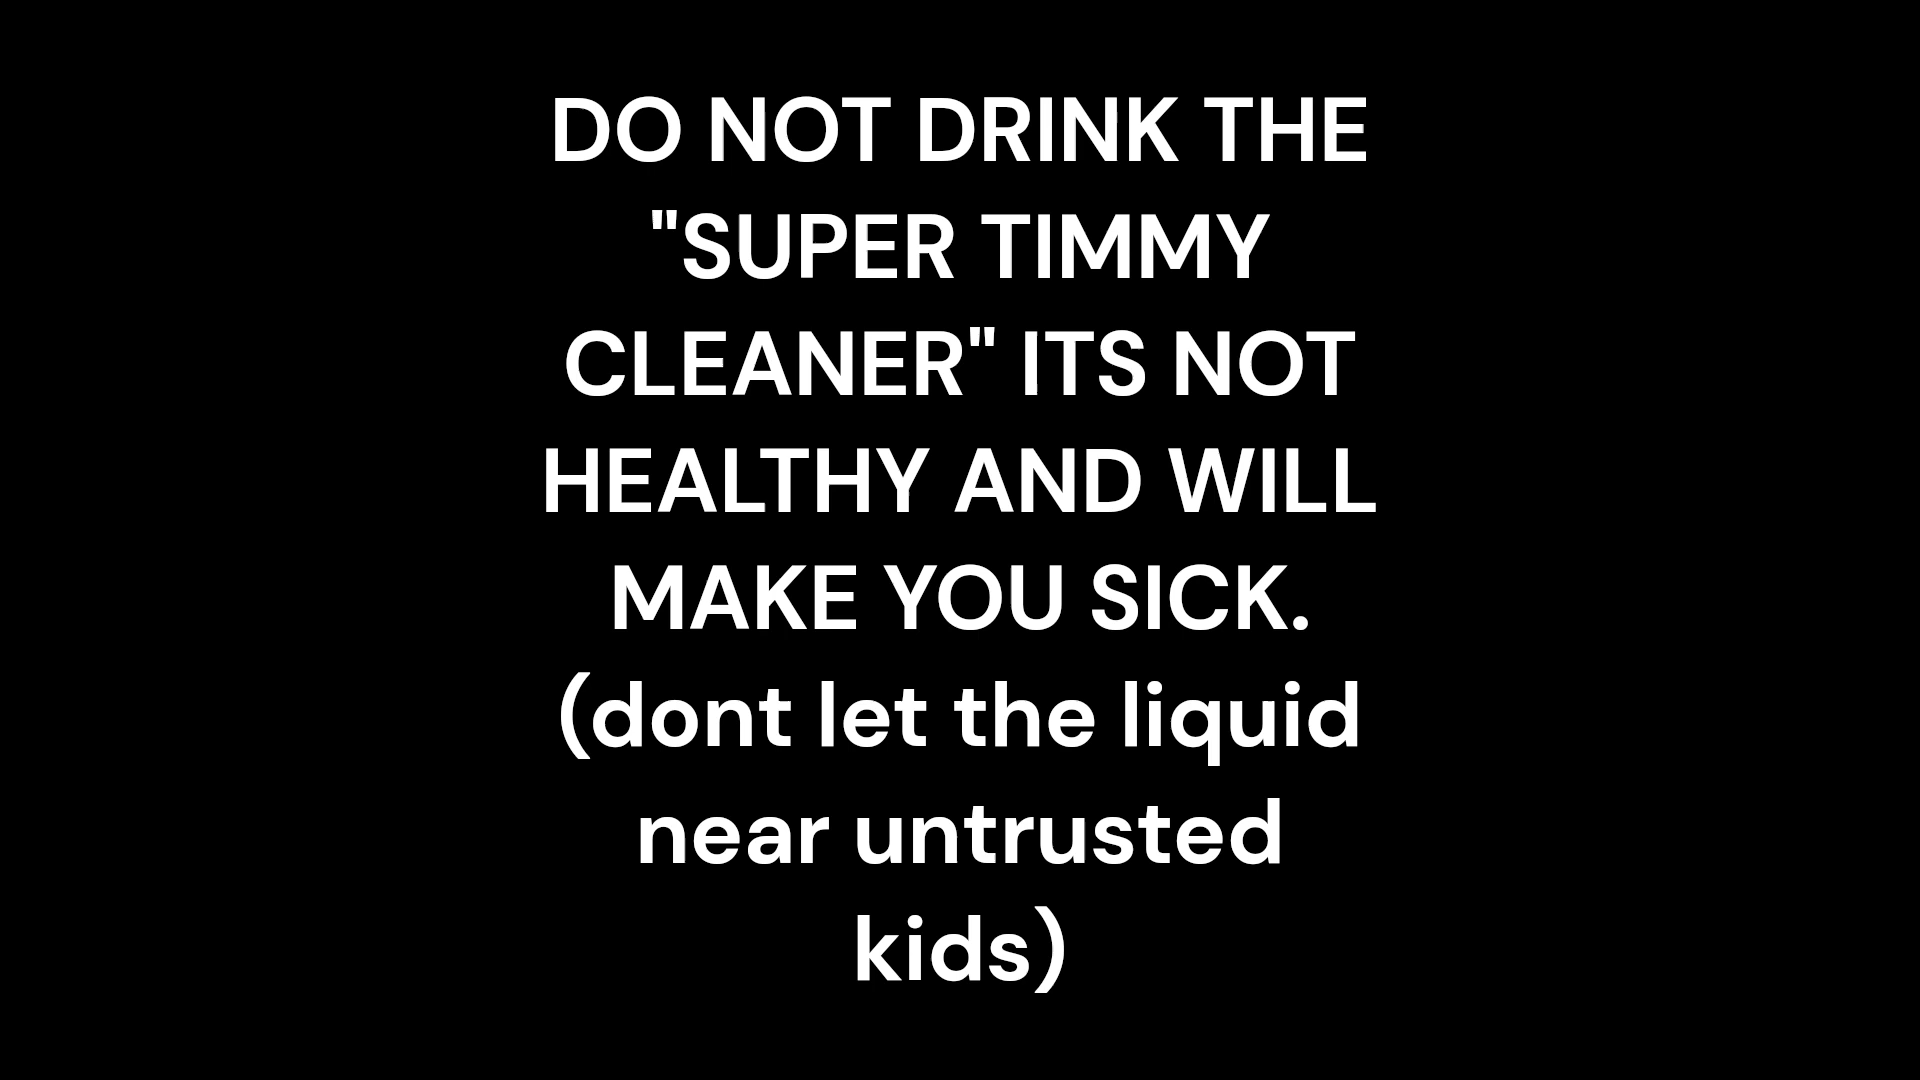 DO NOT DRINK THE
"SUPER TIMMY
CLEANER" ITS NOT
HEALTHY AND WILL
MAKE YOU SICK.
(dont let the liquid
near untrusted
kids)